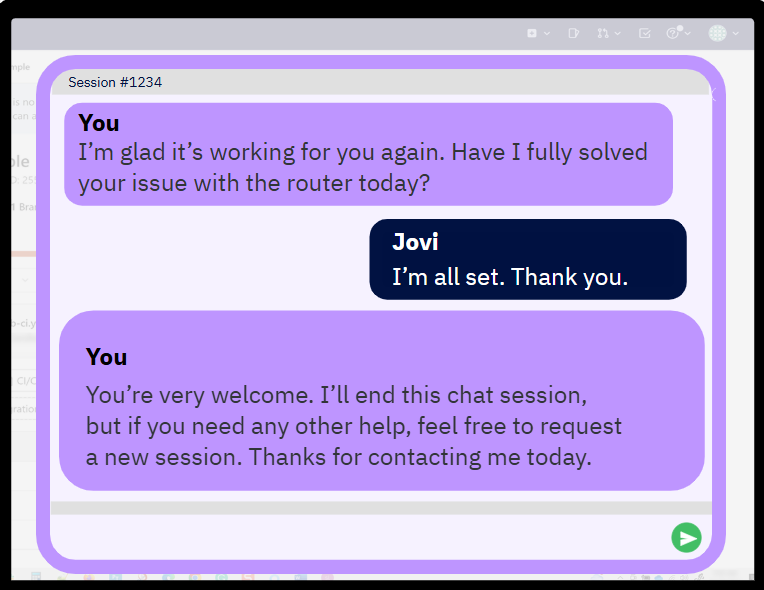 Session #1234
You
I’m glad it’s working for you again. Have I fully solved
your issue with the router today?
Jovi
I’m all set. Thank you.
You
You’re very welcome. I’ll end this chat session,
but if you need any other help, feel free to request
a new session. Thanks for contacting me today.